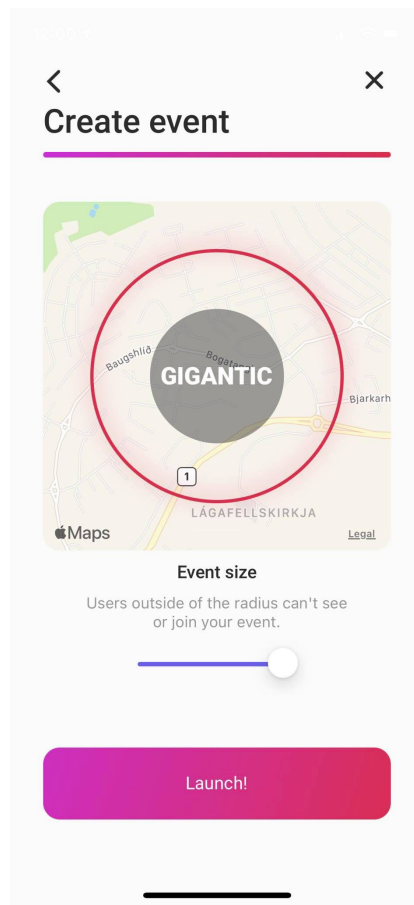 Create event
Baugshlíð
GIGANTIC
Bjarkarh
1
LÁGAFELLSKIRKJA
Maps
Legal
Event size
Users outside of the radius can't see
or join your event.
Launch!